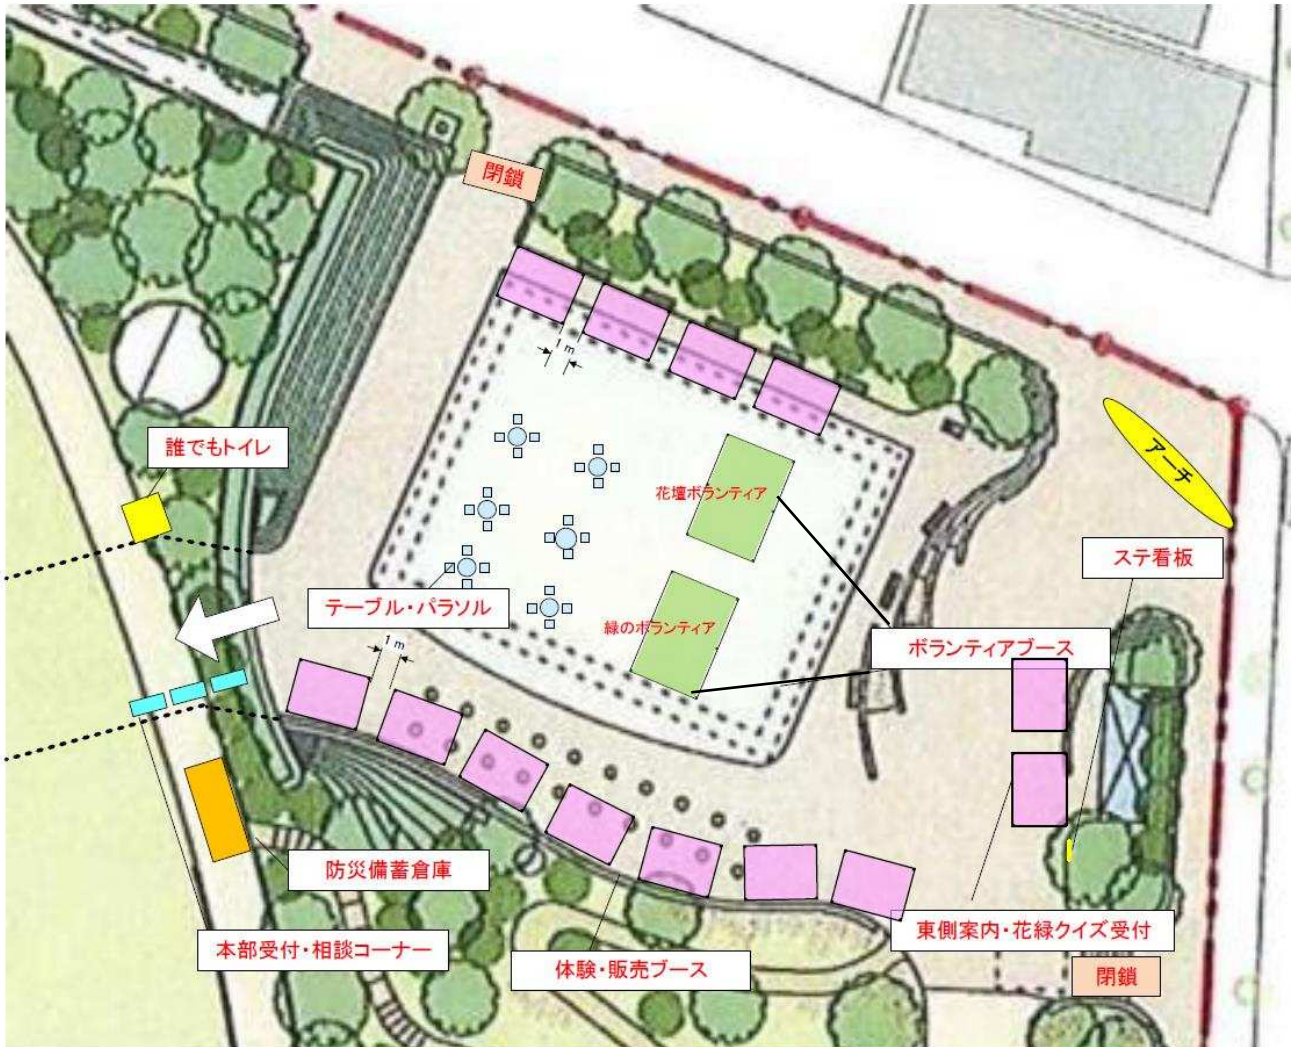 閉鎖
1 m
アーチ
誰でもトイレ
花壇ボランティア
ステ看板
テーブル・パラソル
緑のボランティア
ボランティアブース
1 m
防災備蓄倉庫
本部受付・相談コーナー
体験・販売ブース
東側案内・花緑クイズ受付
閉鎖